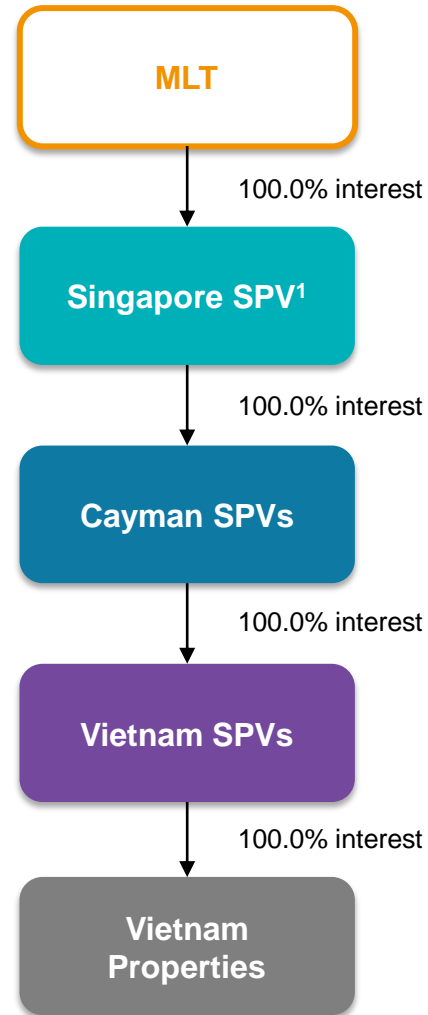 MLT
100.0% interest
Singapore SPV¹
100.0% interest
Cayman SPVs
100.0% interest
Vietnam SPVs
100.0% interest
Vietnam
Properties